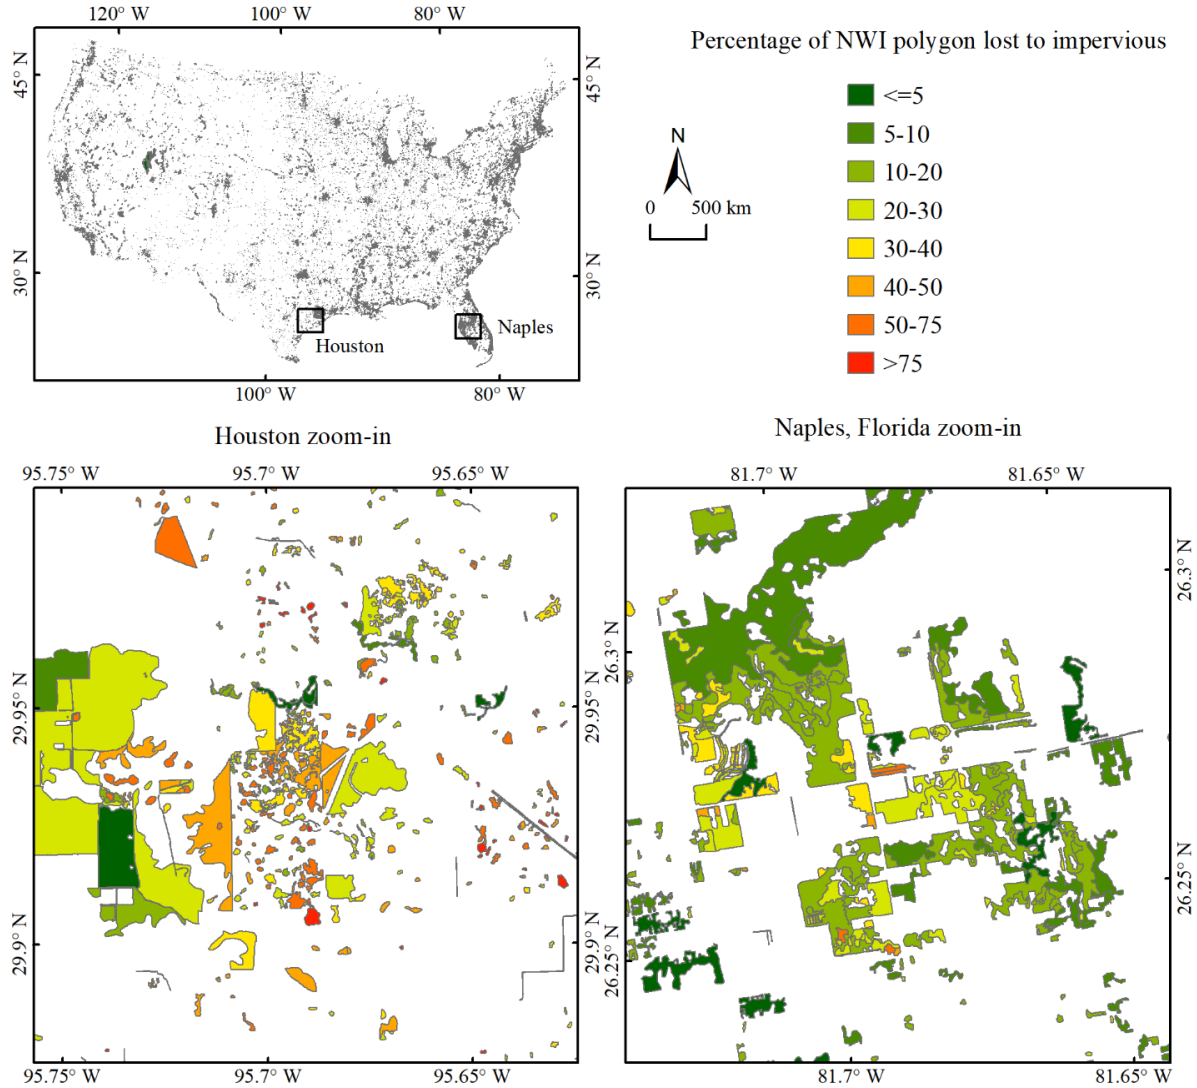 120° W 100° W 80° W
Percentage of NWI polygon lost to impervious
45° N
45° N
<=5
5-10
10-20
20-30
30-40
40-50
50-75
>75
N
0 500 km
30° N
30° N
Naples
Houston
100° W 80° W
Houston zoom-in
Naples, Florida zoom-in
95.75° W 95.7° W 95.65° W
81.7° W 81.65° W
26.3° N
26.3° N
29.95° N
29.95° N
26.25° N
29.9° N
29.9° N
26.25° N
95.75° W 95.7° W 95.65° W
81.7° W 81.65° W